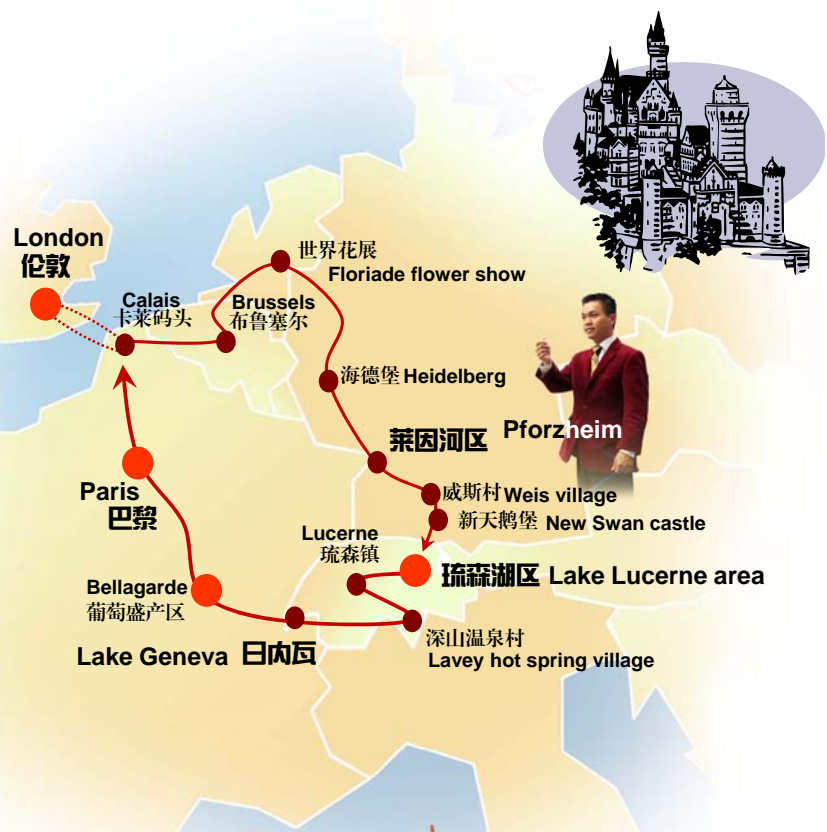 London
伦敦
Calais
卡莱码头
Brussels
布鲁塞尔
世界花展
Floriade flower show
海德堡 Heidelberg
莱因河区 Pforzheim
威斯村 Weis village
新天鹅堡 New Swan castle
Paris
巴黎
Lucerne
琉森镇
琉森湖区 Lake Lucerne area
Bellagarde
葡萄盛产区
Lake Geneva 日内瓦
深山温泉村
Lavey hot spring village